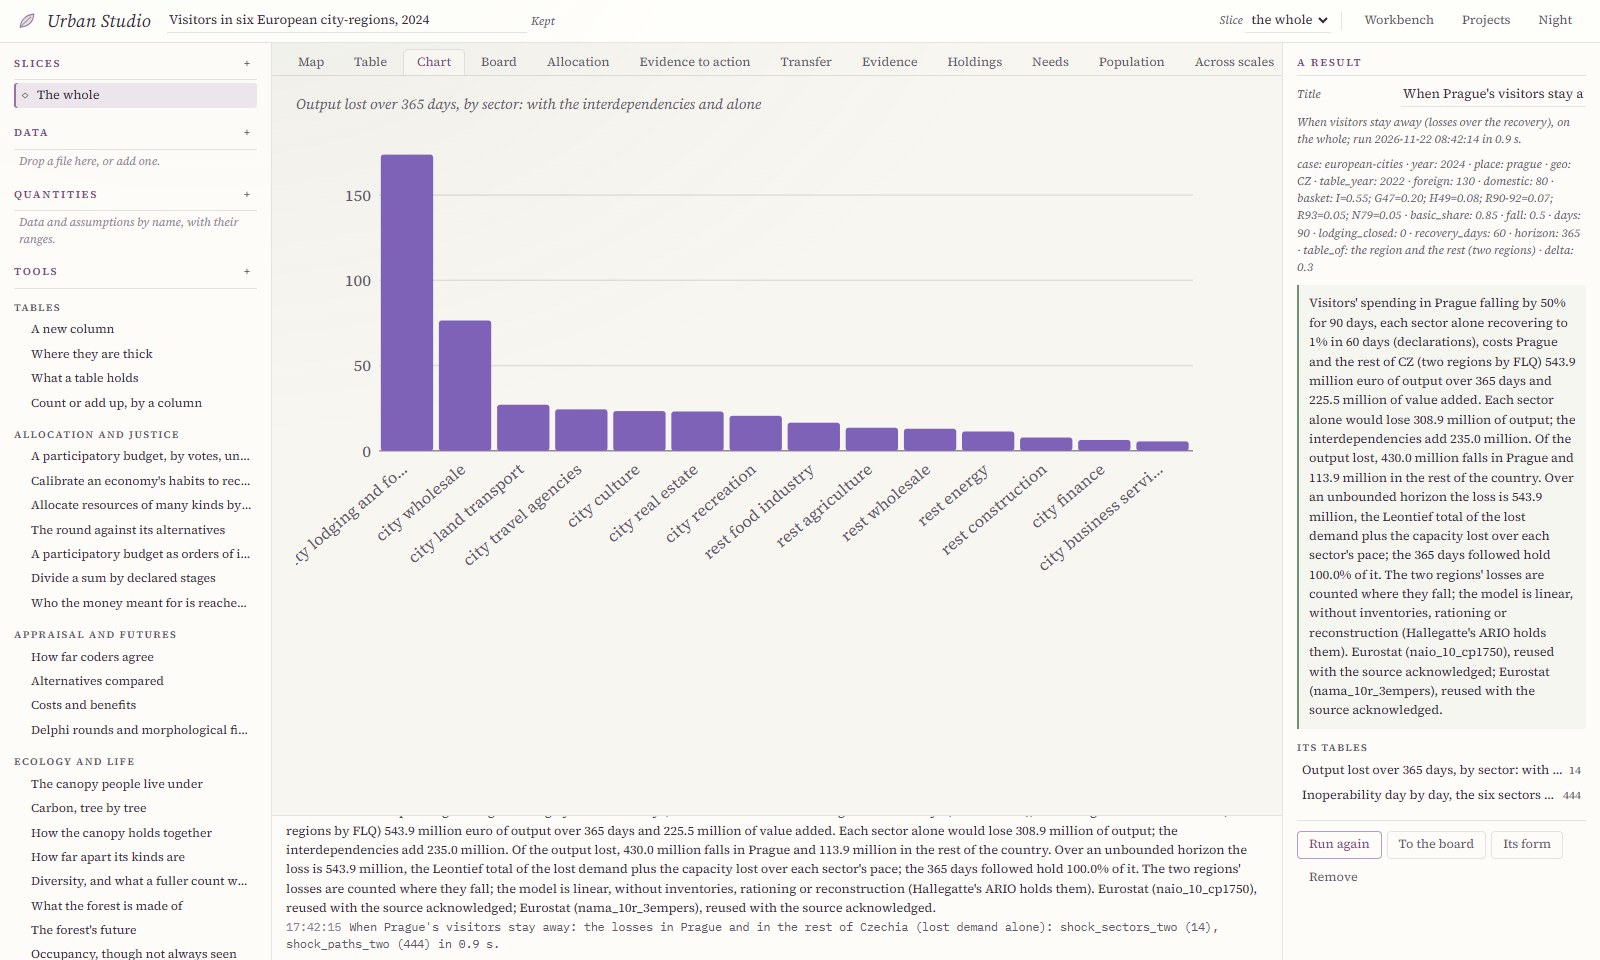 Urban Studio
Visitors in six European city-regions, 2024
Kept
Slice the whole
Workbench
Projects
Night
SLICES +
The whole
DATA +
Drop a file here, or add one.
QUANTITIES +
Data and assumptions by name, with their
ranges.
TOOLS +
TABLES
A new column
Where they are thick
What a table holds
Count or add up, by a column
ALLOCATION AND JUSTICE
A participatory budget, by votes, un...
Calibrate an economy's habits to rec...
Allocate resources of many kinds by...
The round against its alternatives
A participatory budget as orders of i...
Divide a sum by declared stages
Who the money meant for is reache...
APPRAISAL AND FUTURES
How far coders agree
Alternatives compared
Costs and benefits
Delphi rounds and morphological fi...
ECOLOGY AND LIFE
The canopy people live under
Carbon, tree by tree
How the canopy holds together
How far apart its kinds are
Diversity, and what a fuller count w...
What the forest is made of
The forest's future
Occupancy, though not always seen
Map
Table
Chart
Board
Allocation
Evidence to action
Transfer
Evidence
Holdings
Needs
Population
Across scales
Output lost over 365 days, by sector: with the interdependencies and alone
150
100
50
0
...ty lodging and fo...
city wholesale
city land transport
city travel agencies
city culture
city real estate
city recreation
rest food industry
rest agriculture
rest wholesale
rest energy
rest construction
city finance
city business servi...
regions by FLQ) 543.9 million euro of output over 365 days and 225.5 million of value added. Each sector alone would lose 308.9 million of output; the
interdependencies add 235.0 million. Of the output lost, 430.0 million falls in Prague and 113.9 million in the rest of the country. Over an unbounded horizon the
loss is 543.9 million, the Leontief total of the lost demand plus the capacity lost over each sector's pace; the 365 days followed hold 100.0% of it. The two regions'
losses are counted where they fall; the model is linear, without inventories, rationing or reconstruction (Hallegatte's ARIO holds them). Eurostat (naio_10_cp1750),
reused with the source acknowledged; Eurostat (nama_10r_3empers), reused with the source acknowledged.
17:42:15 When Prague's visitors stay away: the losses in Prague and in the rest of Czechia (lost demand alone): shock_sectors_two (14),
shock_paths_two (444) in 0.9 s.
A RESULT
Title When Prague's visitors stay a
When visitors stay away (losses over the recovery), on
the whole; run 2026-11-22 08:42:14 in 0.9 s.
case: european-cities · year: 2024 · place: prague · geo:
CZ · table_year: 2022 · foreign: 130 · domestic: 80 ·
basket: I=0.55; G47=0.20; H49=0.08; R90-92=0.07;
R93=0.05; N79=0.05 · basic_share: 0.85 · fall: 0.5 · days:
90 · lodging_closed: 0 · recovery_days: 60 · horizon: 365
· table_of: the region and the rest (two regions) · delta:
0.3
Visitors' spending in Prague falling by 50%
for 90 days, each sector alone recovering to
1% in 60 days (declarations), costs Prague
and the rest of CZ (two regions by FLQ) 543.9
million euro of output over 365 days and
225.5 million of value added. Each sector
alone would lose 308.9 million of output; the
interdependencies add 235.0 million. Of the
output lost, 430.0 million falls in Prague and
113.9 million in the rest of the country. Over
an unbounded horizon the loss is 543.9
million, the Leontief total of the lost
demand plus the capacity lost over each
sector's pace; the 365 days followed hold
100.0% of it. The two regions' losses are
counted where they fall; the model is linear,
without inventories, rationing or
reconstruction (Hallegatte's ARIO holds
them). Eurostat (naio_10_cp1750), reused
with the source acknowledged; Eurostat
(nama_10r_3empers), reused with the
source acknowledged.
ITS TABLES
Output lost over 365 days, by sector: with ... 14
Inoperability day by day, the six sectors ... 444
Run again
To the board
Its form
Remove